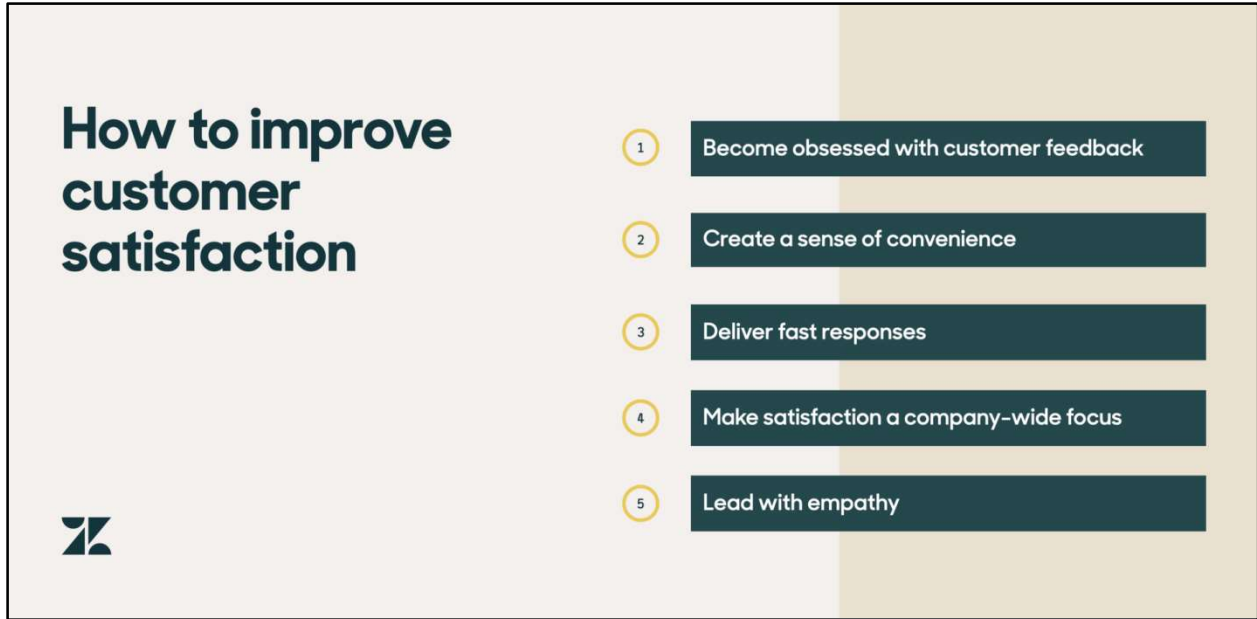 How to improve
customer
satisfaction
1 Become obsessed with customer feedback
2 Create a sense of convenience
3 Deliver fast responses
4 Make satisfaction a company-wide focus
5 Lead with empathy